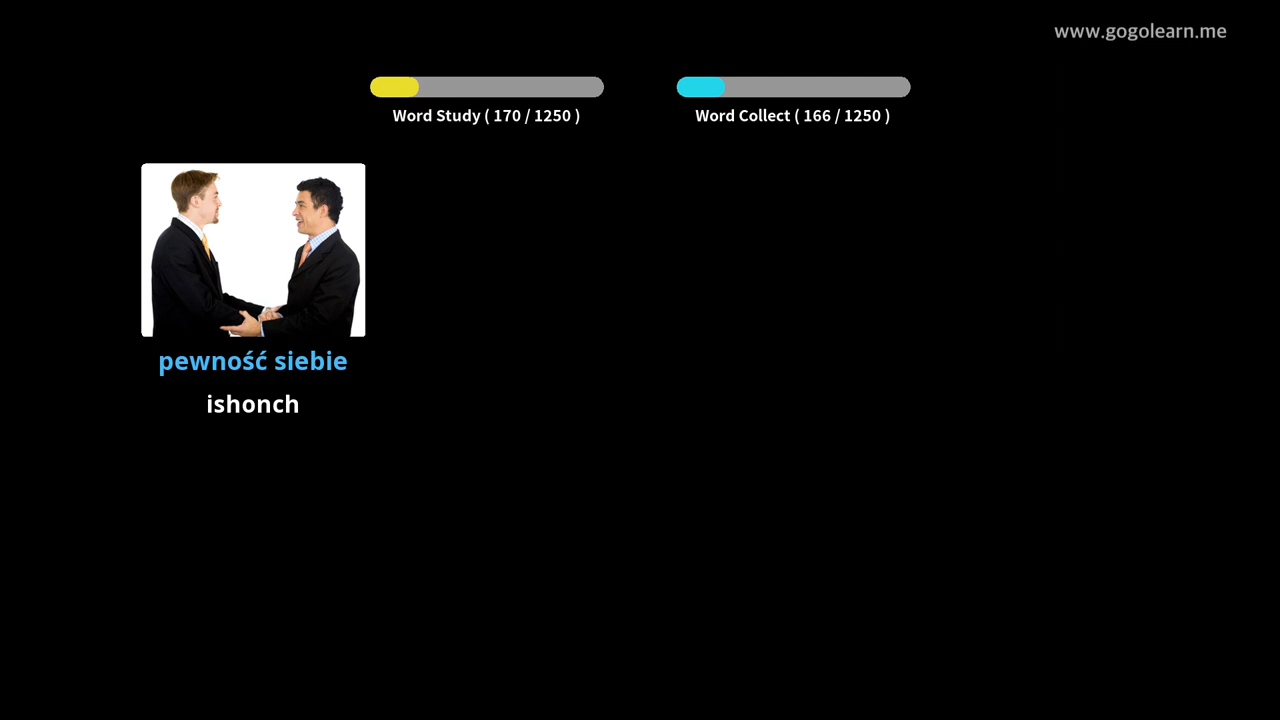 www.gogolearn.me
Word Study ( 170 / 1250 )
Word Collect ( 166 / 1250 )
pewność siebie
ishonch